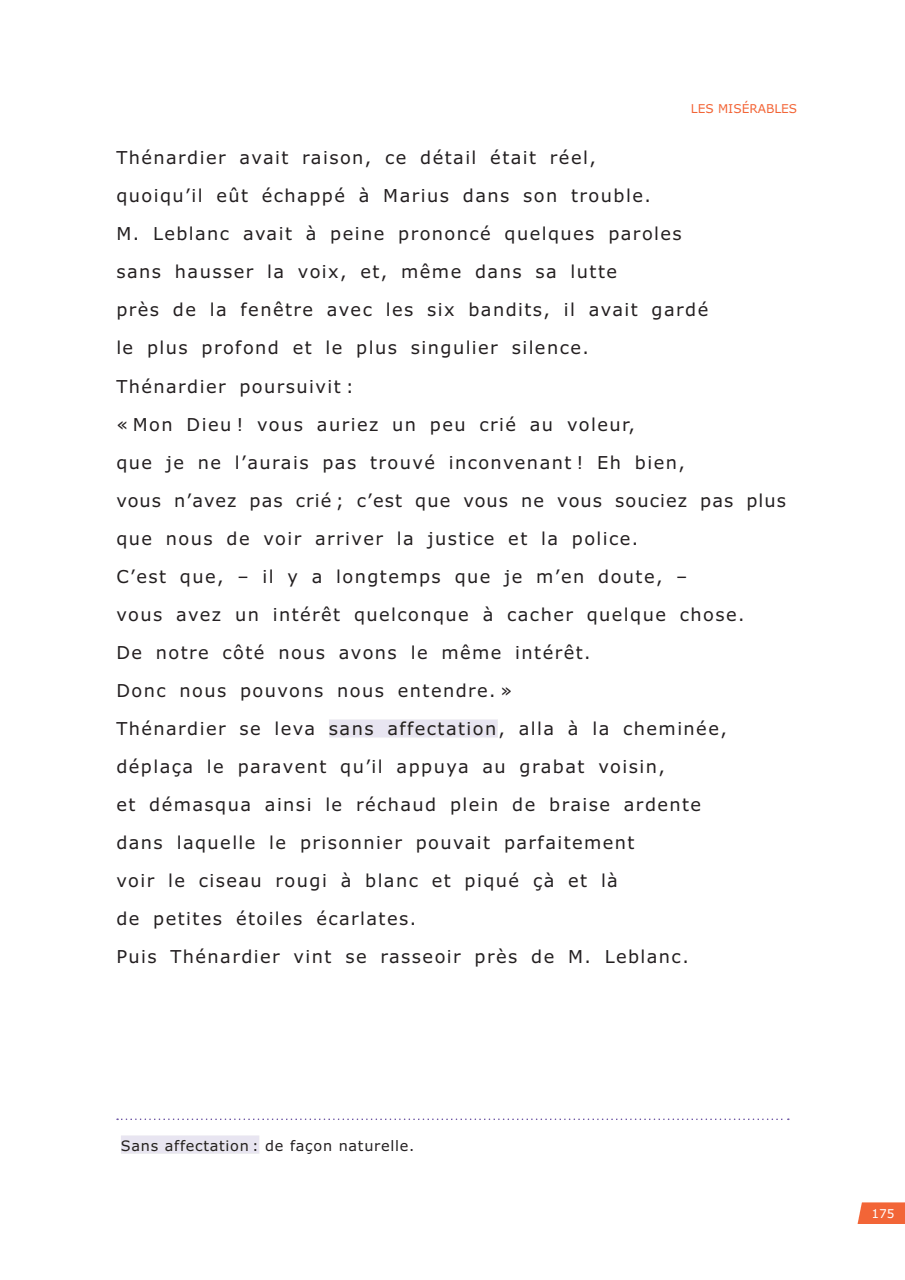 LES MISÉRABLES
Thénardier avait raison, ce détail était réel,
quoiqu’il eût échappé à Marius dans son trouble.
M. Leblanc avait à peine prononcé quelques paroles
sans hausser la voix, et, même dans sa lutte
près de la fenêtre avec les six bandits, il avait gardé
le plus profond et le plus singulier silence.
Thénardier poursuivit :
« Mon Dieu ! vous auriez un peu crié au voleur,
que je ne l’aurais pas trouvé inconvenant ! Eh bien,
vous n’avez pas crié ; c’est que vous ne vous souciez pas plus
que nous de voir arriver la justice et la police.
C’est que, – il y a longtemps que je m’en doute, –
vous avez un intérêt quelconque à cacher quelque chose.
De notre côté nous avons le même intérêt.
Donc nous pouvons nous entendre. »
Thénardier se leva sans affectation, alla à la cheminée,
déplaça le paravent qu’il appuya au grabat voisin,
et démasqua ainsi le réchaud plein de braise ardente
dans laquelle le prisonnier pouvait parfaitement
voir le ciseau rougi à blanc et piqué çà et là
de petites étoiles écarlates.
Puis Thénardier vint se rasseoir près de M. Leblanc.
Sans affectation : de façon naturelle.
175